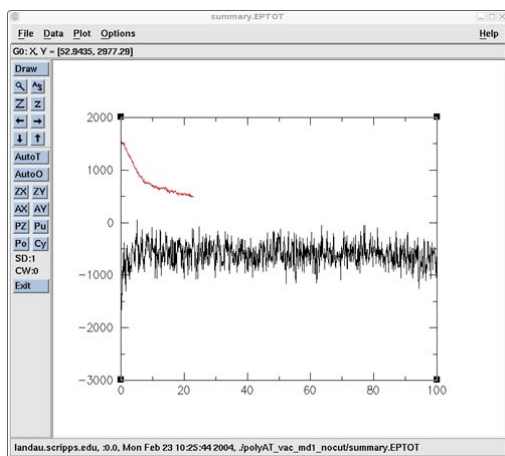 summary.EPTOT
File Data Plot Options Help
G0: X, Y = [52.9435, 2977.29]
Draw
AS
Z z
AutoT
AutoO
ZX ZY
AX AY
PZ Pu
Po Cy
SD:1
CW:0
Exit
2000
1000
0
-1000
-2000
-3000
0 20 40 60 80 100
landau.scripps.edu, :0.0, Mon Feb 23 10:25:44 2004, ./polyAT_vac_md1_nocut/summary.EPTOT